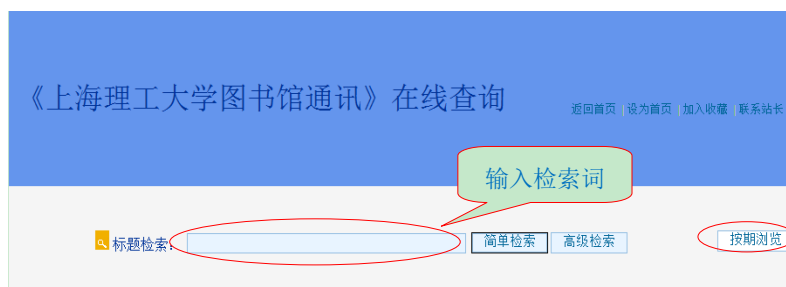 《上海理工大学图书馆通讯》在线查询
返回首页 | 设为首页 | 加入收藏 | 联系站长
输入检索词
标题检索: 简单检索 高级检索 按期浏览